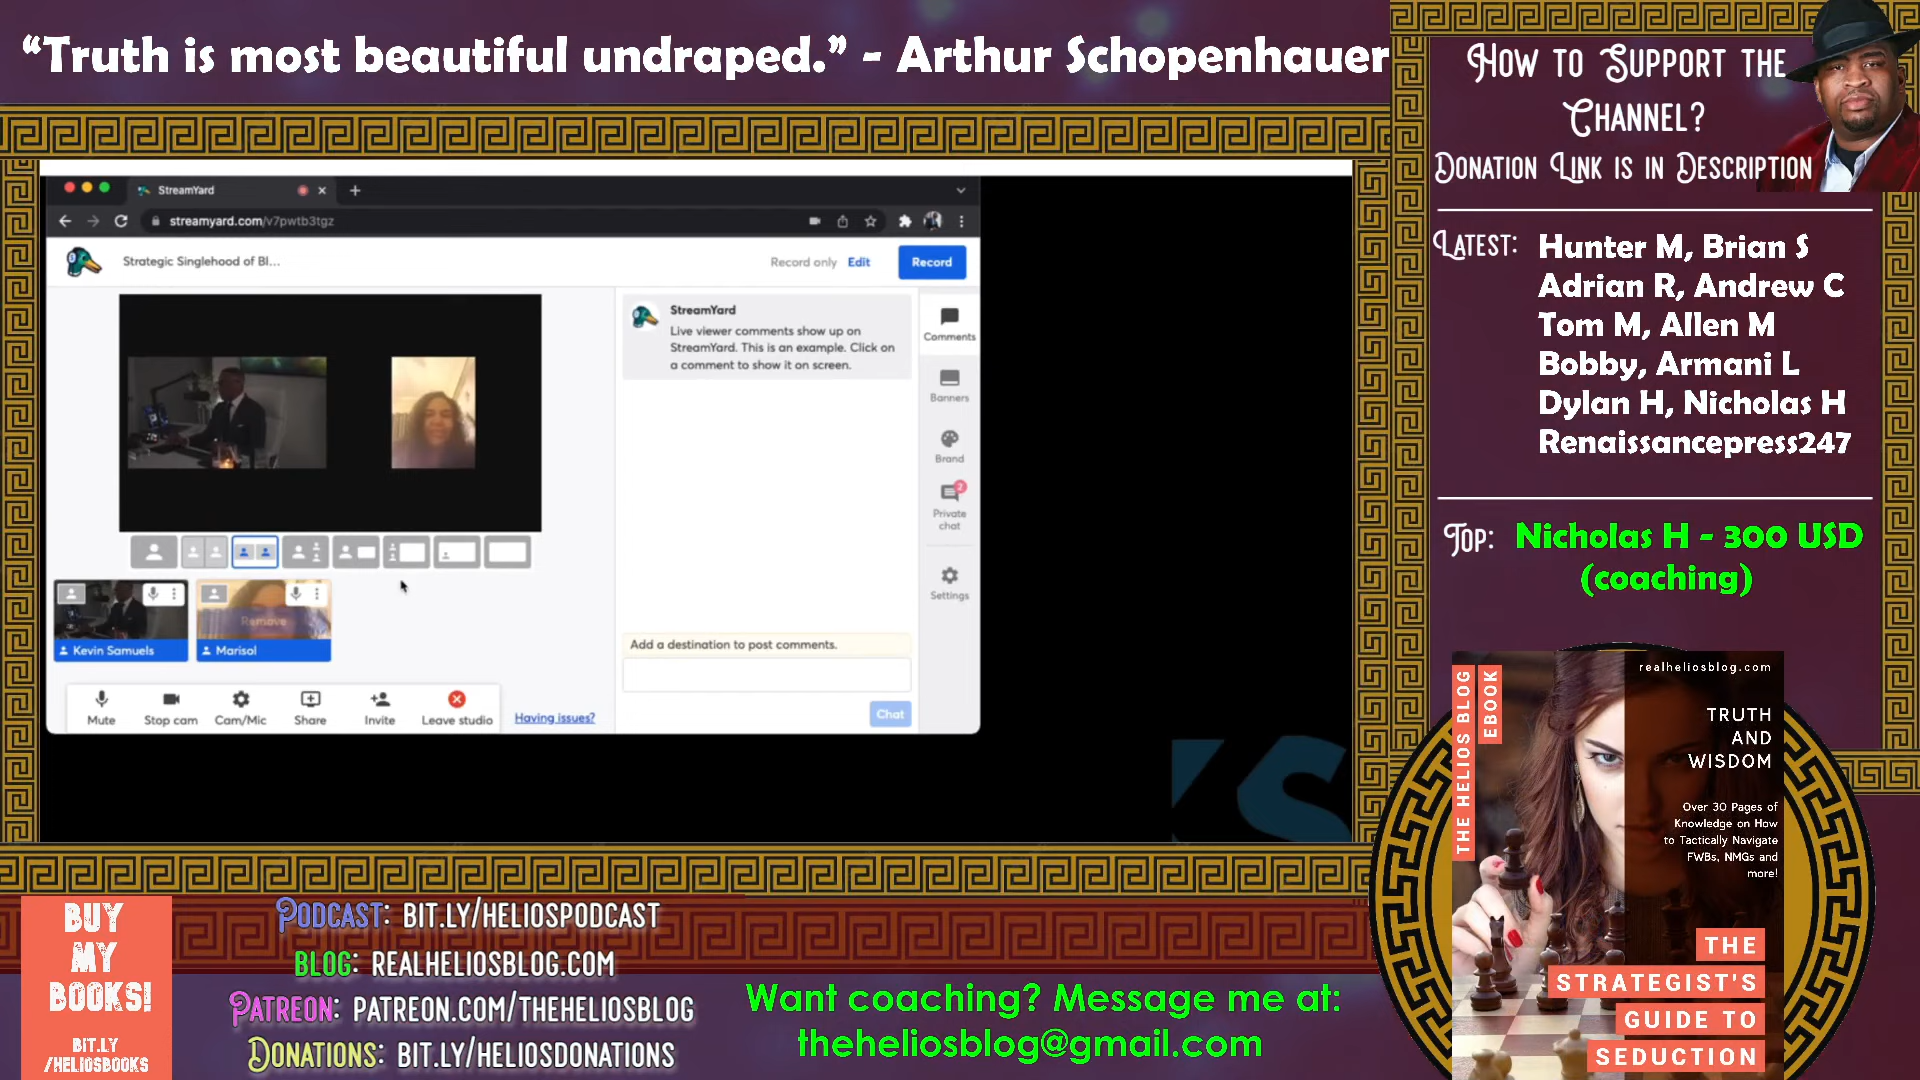 “Truth is most beautiful undraped.” - Arthur Schopenhauer
How to Support the
Channel?
Donation Link is in Description
Latest: Hunter M, Brian S
Adrian R, Andrew C
Tom M, Allen M
Bobby, Armani L
Dylan H, Nicholas H
Renaissancepress247
Top: Nicholas H - 300 USD
(coaching)
StreamYard
streamyard.com/v7pwtb3tgz
Strategic Singlehood of Bl...
Record only Edit Record
StreamYard
Live viewer comments show up on
StreamYard. This is an example. Click on
a comment to show it on screen.
Comments
Banners
Brand
2
Private
chat
Settings
Remove
Kevin Samuels
Marisol
Add a destination to post comments.
Chat
Mute Stop cam Cam/Mic Share Invite Leave studio Having issues?
KS
realheliosblog.com
THE HELIOS BLOG
EBOOK
TRUTH
AND
WISDOM
Over 30 Pages of
Knowledge on How
to Tactically Navigate
FWBs, NMGs and
more!
THE
STRATEGIST'S
GUIDE TO
SEDUCTION
BUY
MY
BOOKS!
BIT.LY
/HELIOSBOOKS
Podcast: bit.ly/heliospodcast
Blog: realheliosblog.com
Patreon: patreon.com/theheliosblog
Donations: bit.ly/heliosdonations
Want coaching? Message me at:
theheliosblog@gmail.com